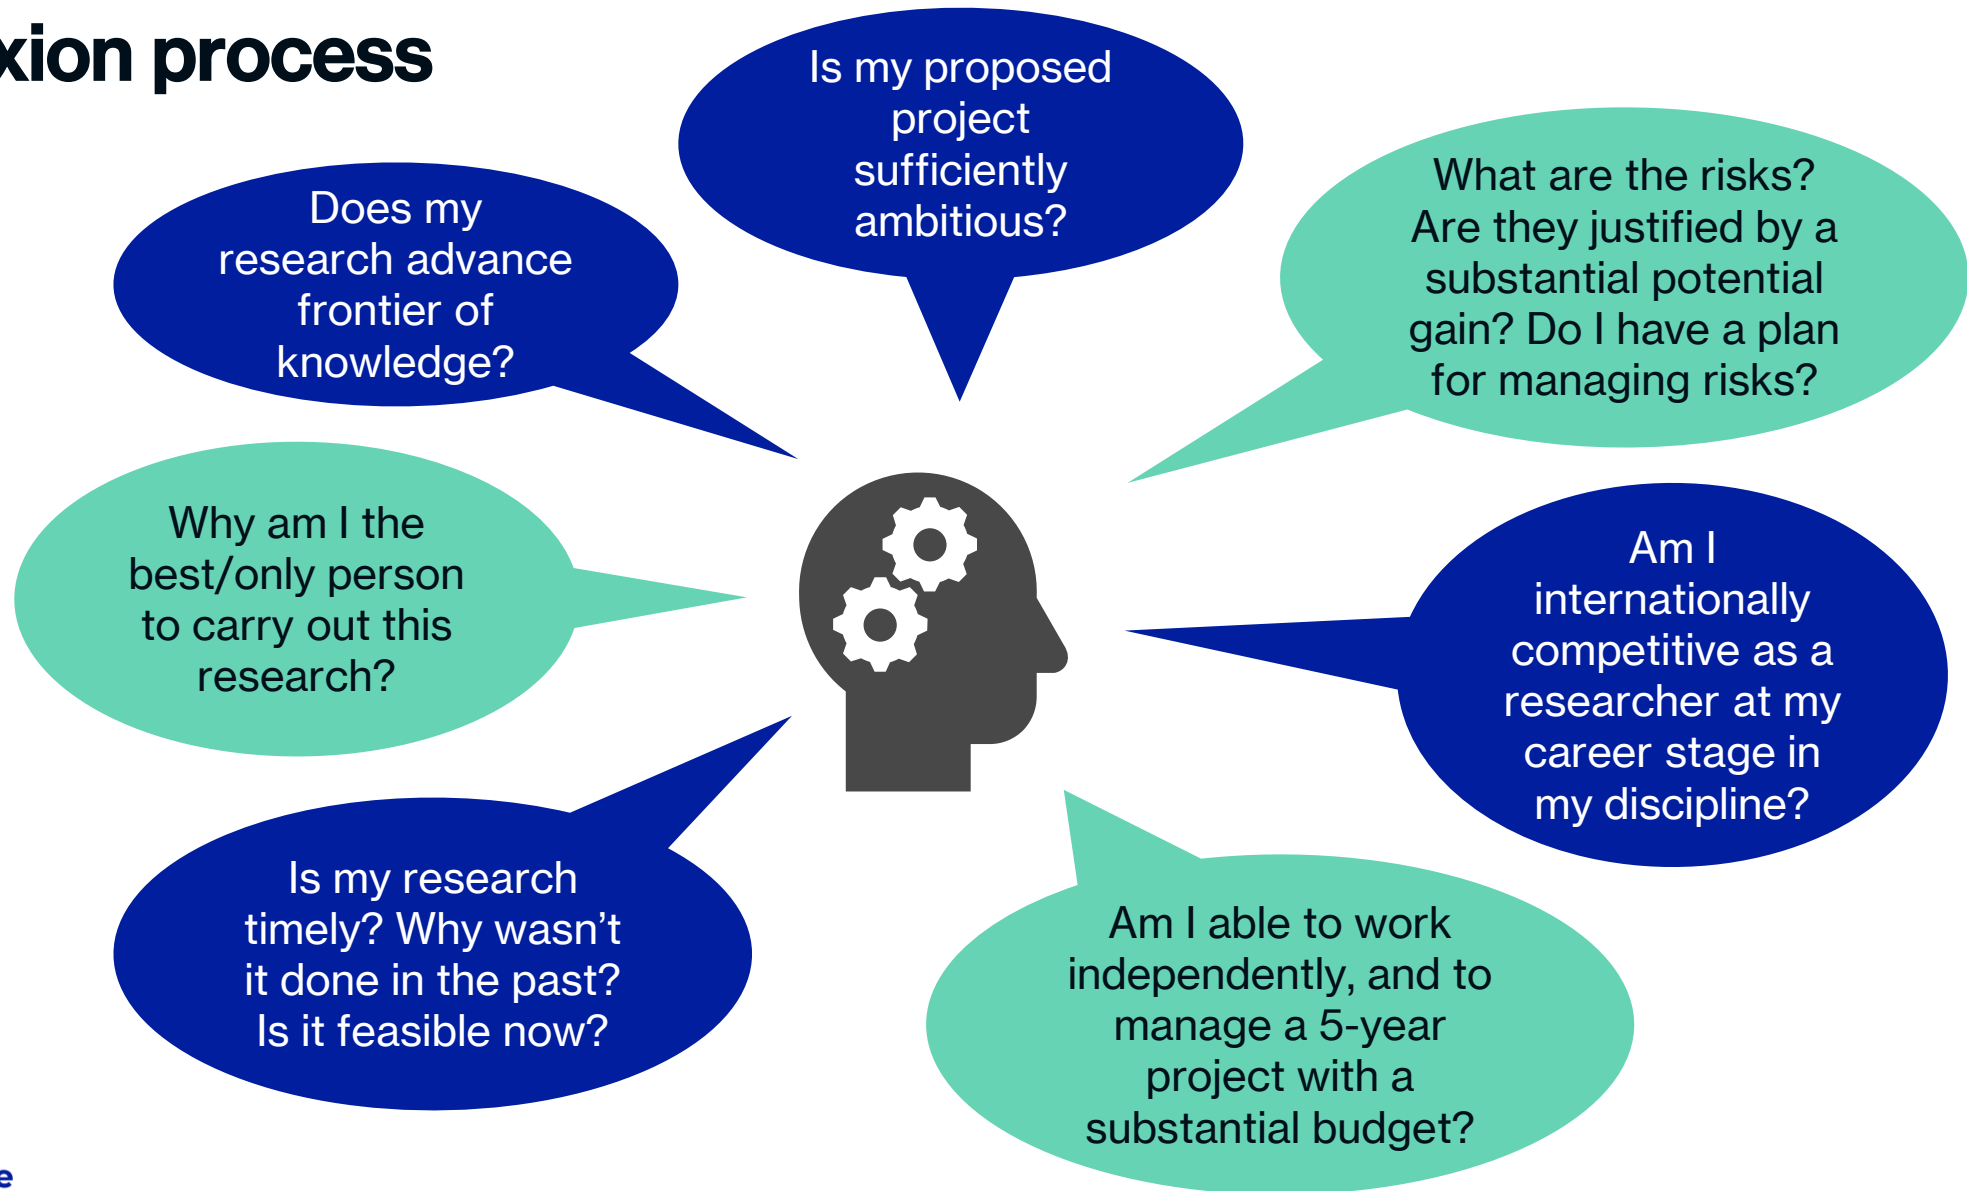 xion process
Is my proposed
project
sufficiently
ambitious?
Does my
research advance
frontier of
knowledge?
What are the risks?
Are they justified by a
substantial potential
gain? Do I have a plan
for managing risks?
Why am I the
best/only person
to carry out this
research?
Am I
internationally
competitive as a
researcher at my
career stage in
my discipline?
Is my research
timely? Why wasn’t
it done in the past?
Is it feasible now?
Am I able to work
independently, and to
manage a 5-year
project with a
substantial budget?
e